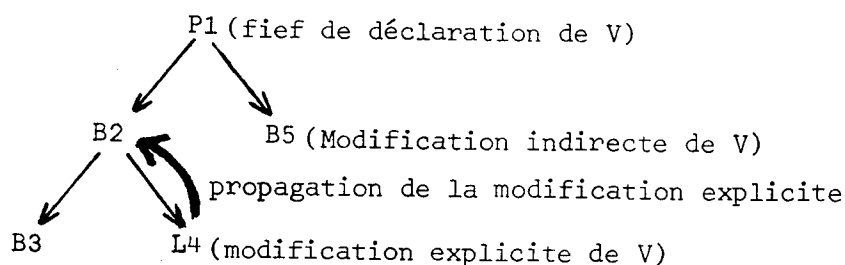 P1 (fief de déclaration de V)
B2 B5 (Modification indirecte de V)
propagation de la modification explicite
B3 L4 (modification explicite de V)